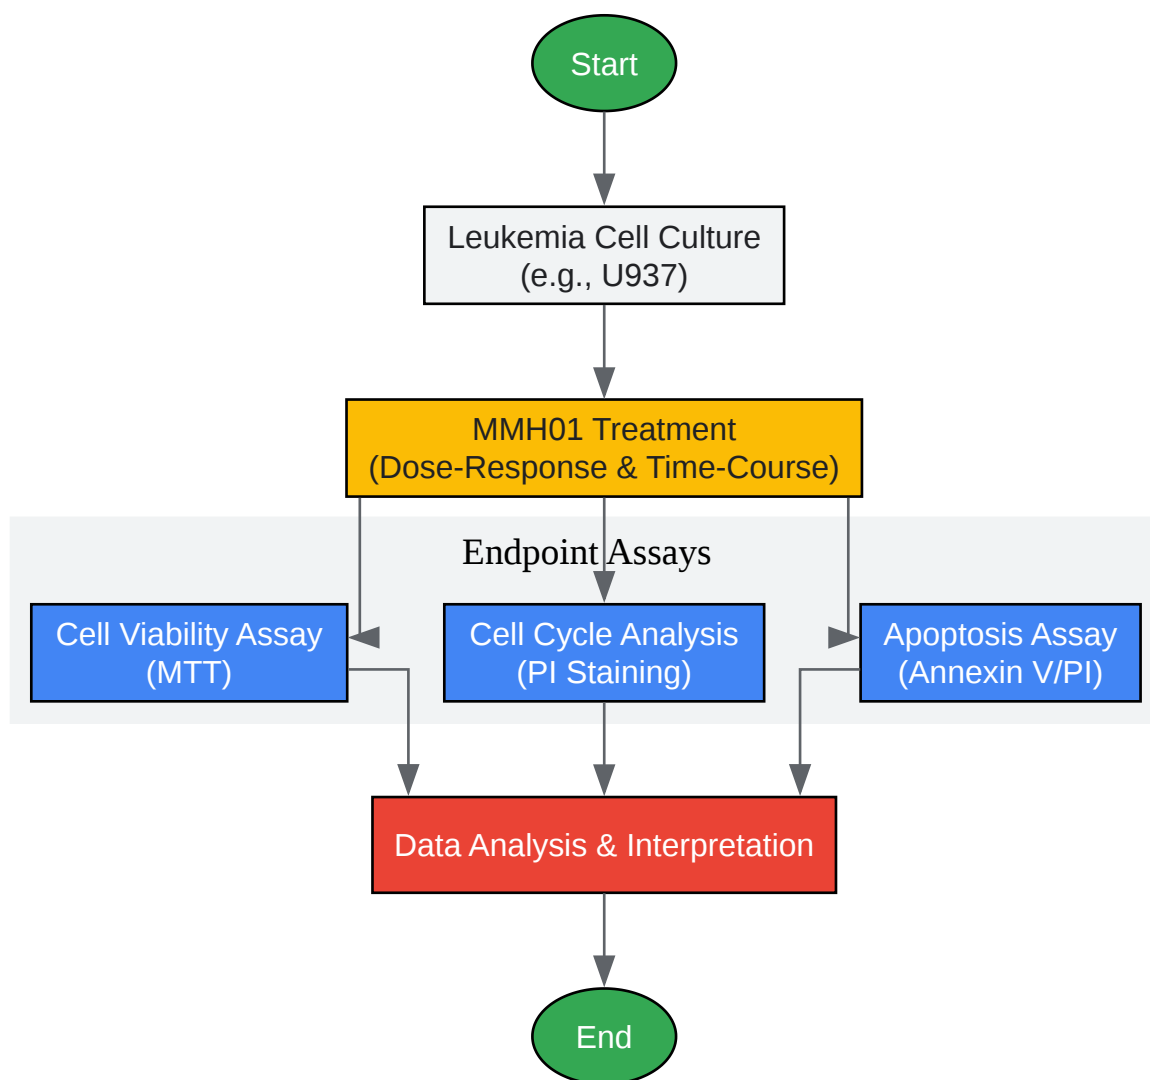 Start
Leukemia Cell Culture
(e.g., U937)
MMH01 Treatment
(Dose-Response & Time-Course)
Endpoint Assays
Cell Viability Assay
(MTT)
Cell Cycle Analysis
(PI Staining)
Apoptosis Assay
(Annexin V/PI)
Data Analysis & Interpretation
End